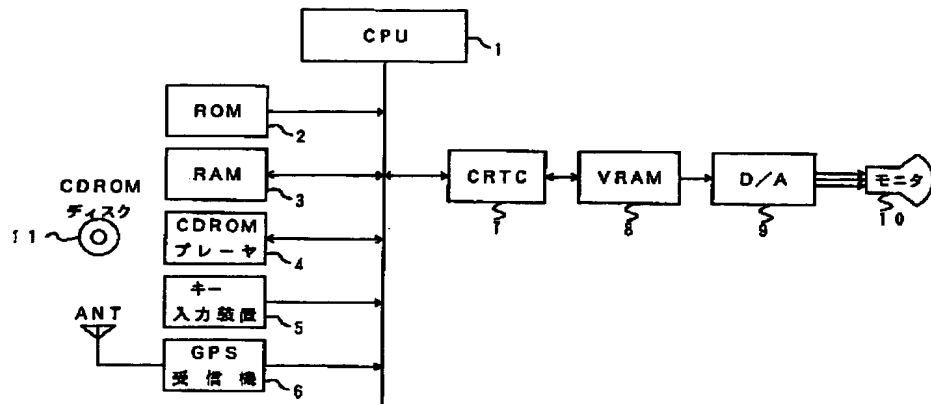 CPU
1
ROM
2
RAM
3
CDROM
ディスク
11
CDROM
プレーヤ
4
キー
入力装置
5
ANT
GPS
受信機
6
CRTC
7
VRAM
8
D/A
9
モニタ
10